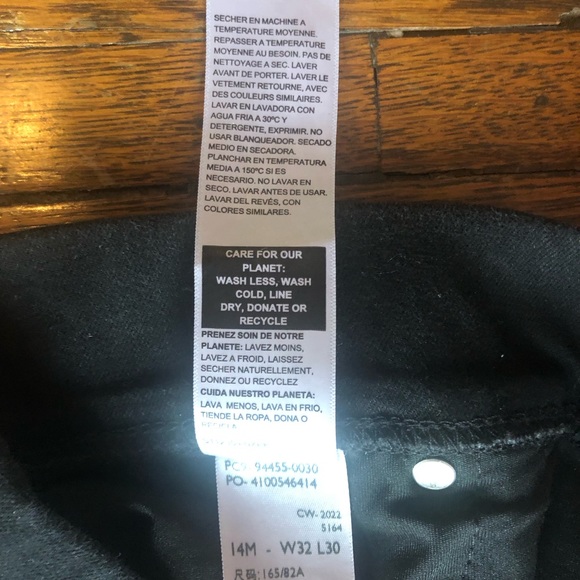 SECHER EN MACHINE A
TEMPERATURE MOYENNE.
REPASSER A TEMPERATURE
MOYENNE AU BESOIN. PAS DE
NETTOYAGE A SEC. LAVER
AVANT DE PORTER. LAVER LE
VETEMENT RETOURNE, AVEC
DES COULEURS SIMILAIRES.
LAVAR EN LAVADORA CON
AGUA FRIA A 30ºC Y
DETERGENTE, EXPRIMIR. NO
USAR BLANQUEADOR. SECADO
MEDIO EN SECADORA.
PLANCHAR EN TEMPERATURA
MEDIA A 150ºC SI ES
NECESARIO. NO LAVAR EN
SECO. LAVAR ANTES DE USAR.
LAVAR DEL REVÉS, CON
COLORES SIMILARES.
CARE FOR OUR
PLANET:
WASH LESS, WASH
COLD, LINE
DRY, DONATE OR
RECYCLE
PRENEZ SOIN DE NOTRE
PLANETE: LAVEZ MOINS,
LAVEZ A FROID, LAISSEZ
SECHER NATURELLEMENT,
DONNEZ OU RECYCLEZ
CUIDA NUESTRO PLANETA:
LAVA MENOS, LAVA EN FRIO,
TIENDE LA ROPA, DONA O
RECICLA
PC9- 94455-0030
PO- 4100546414
CW-2022
5164
14M - W32 L30
尺码:165/82A